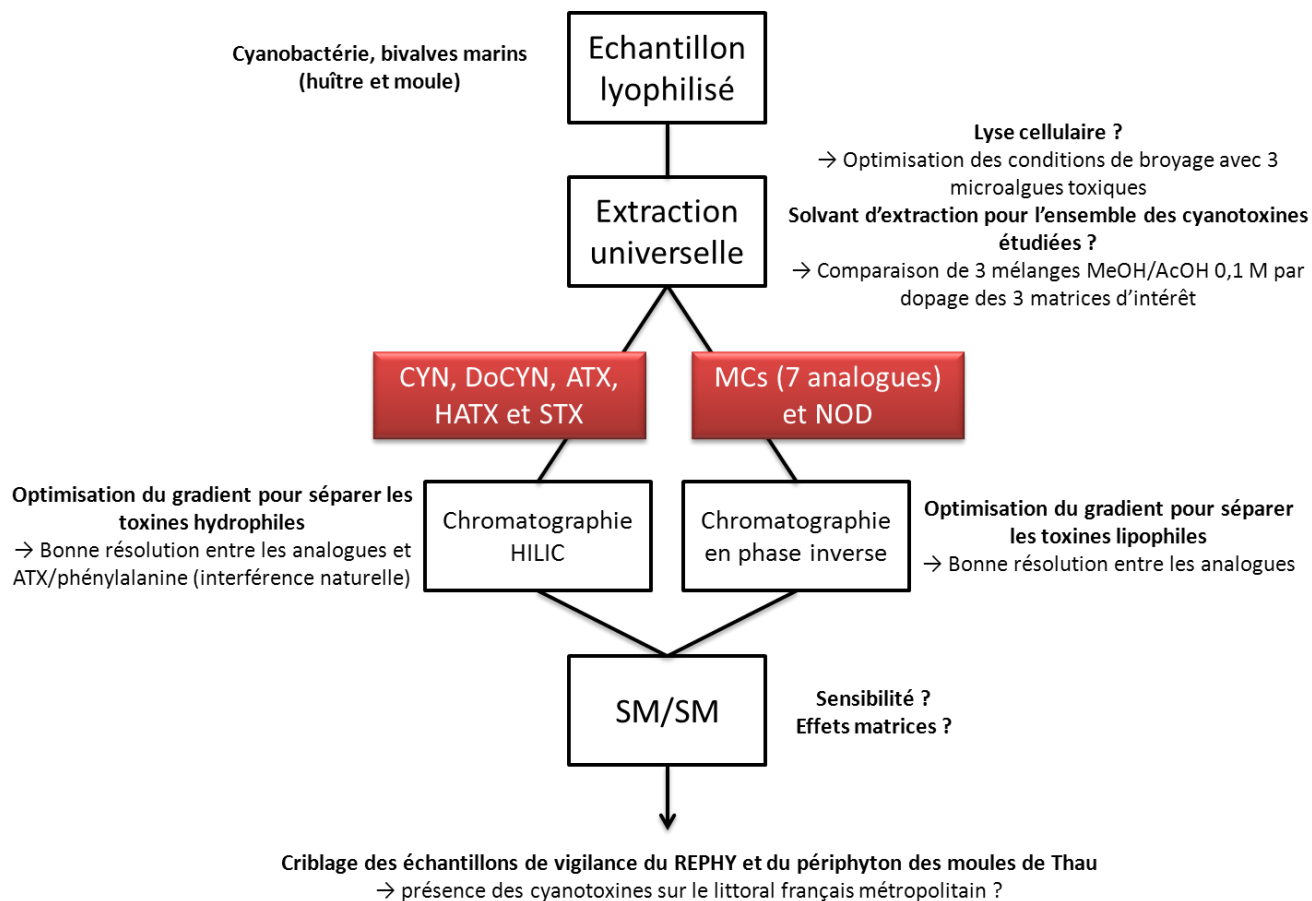 Cyanobactérie, bivalves marins
(huître et moule)
Echantillon
lyophilisé
Lyse cellulaire ?
→ Optimisation des conditions de broyage avec 3
microalgues toxiques
Solvant d’extraction pour l’ensemble des cyanotoxines
étudiées ?
→ Comparaison de 3 mélanges MeOH/AcOH 0,1 M par
dopage des 3 matrices d’intérêt
Extraction
universelle
CYN, DoCYN, ATX,
HATX et STX
MCs (7 analogues)
et NOD
Optimisation du gradient pour séparer les
toxines hydrophiles
→ Bonne résolution entre les analogues et
ATX/phénylalanine (interférence naturelle)
Chromatographie
HILIC
Chromatographie
en phase inverse
Optimisation du gradient pour séparer
les toxines lipophiles
→ Bonne résolution entre les analogues
SM/SM
Sensibilité ?
Effets matrices ?
Criblage des échantillons de vigilance du REPHY et du périphyton des moules de Thau
→ présence des cyanotoxines sur le littoral français métropolitain ?